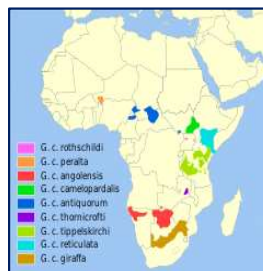 G. c. rothschildi
G. c. peralta
G. c. angolensis
G. c. camelopardalis
G. c. antiquorum
G. c. thornicrofti
G. c. tippelskirchi
G. c. reticulata
G. c. giraffa